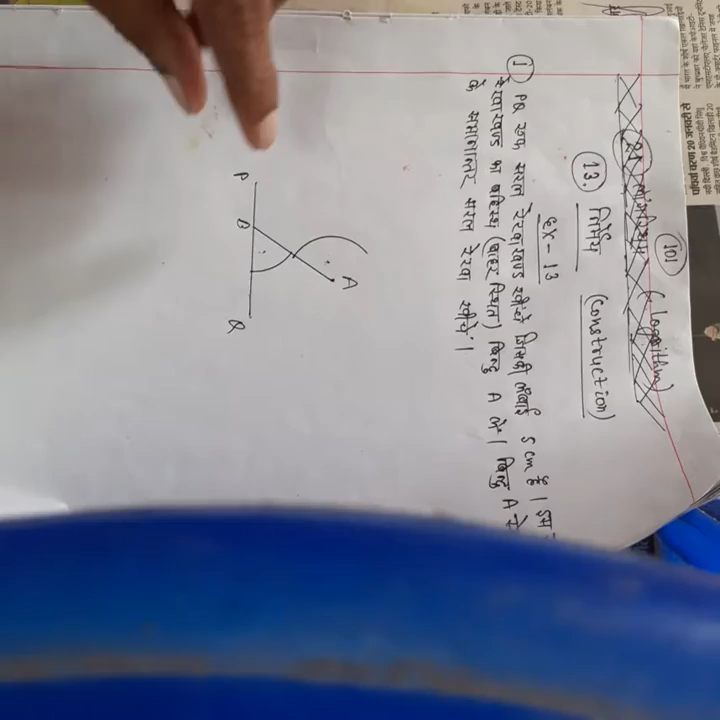 101
(Logarithm)
13. निर्मेय (Construction)
Ex-13
① PQ एक सरल रेखाखण्ड खींचें जिसकी लंबाई 5 cm है। इस
रेखाखण्ड का बहिस्थ (बाहर स्थित) बिन्दु A लें। बिन्दु A से
के समानान्तर सरल रेखा खींचें।
P
B
A
Q